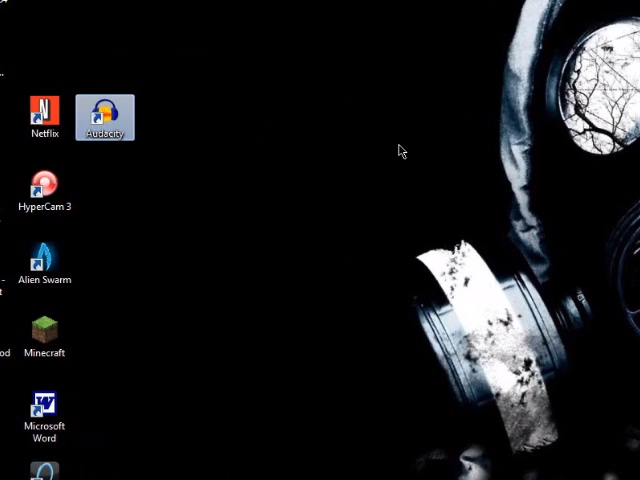 Netflix
Audacity
HyperCam 3
Alien Swarm
Minecraft
Microsoft
Word